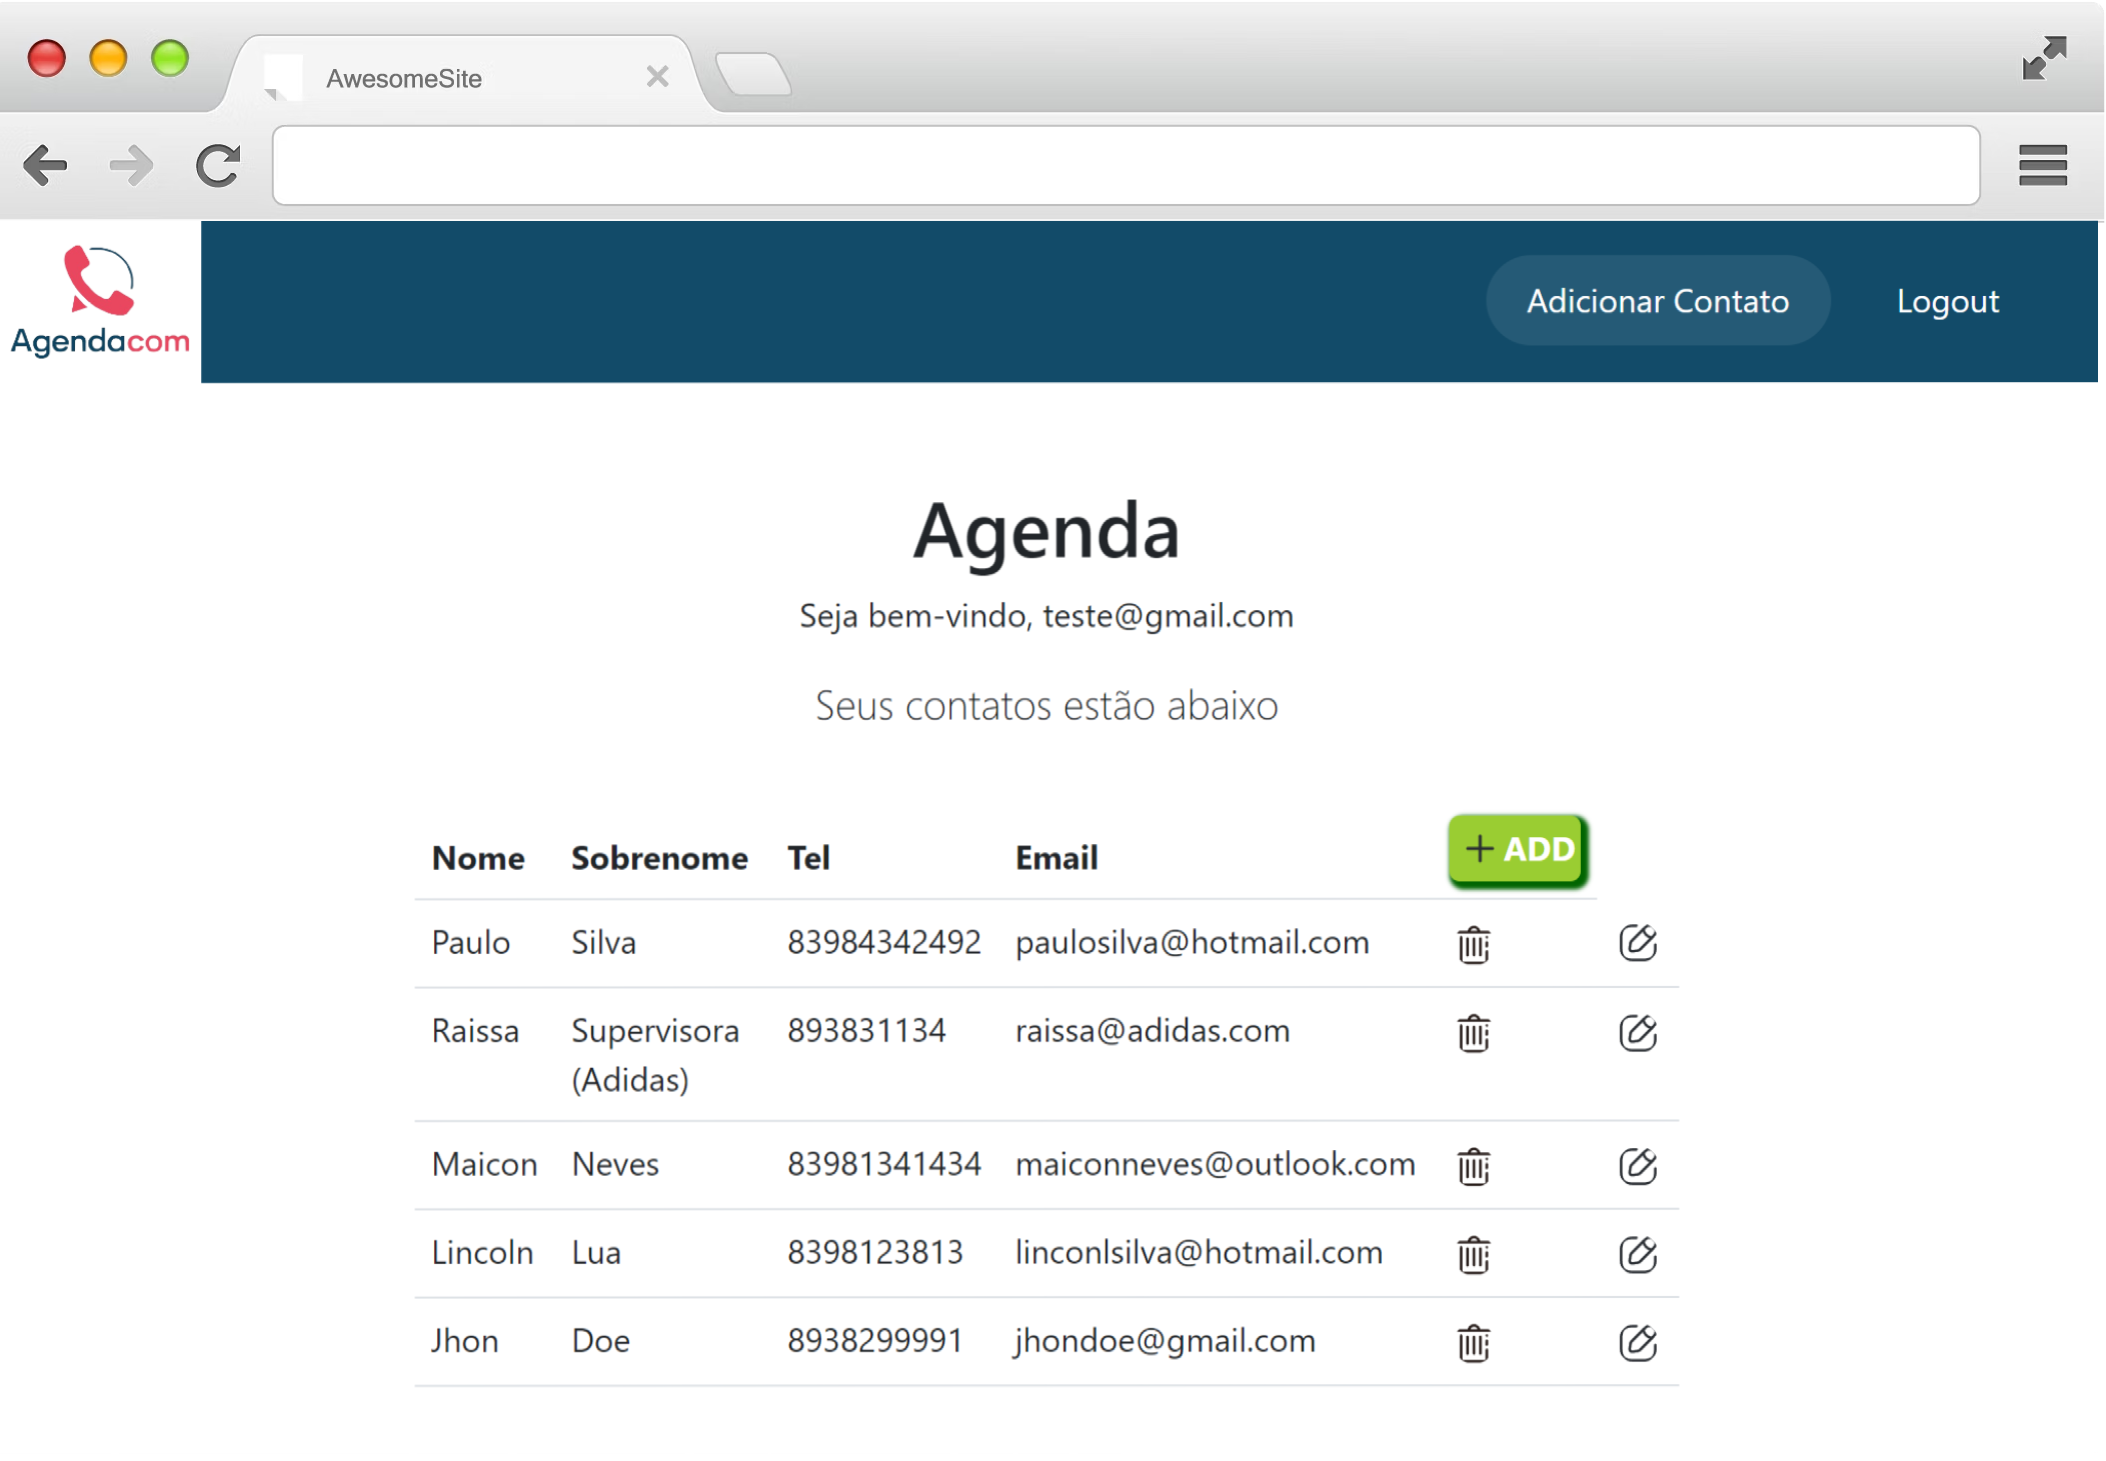 AwesomeSite
Agendacom
Adicionar Contato Logout
Agenda
Seja bem-vindo, teste@gmail.com
Seus contatos estão abaixo
Nome Sobrenome Tel Email + ADD
Paulo Silva 83984342492 paulosilva@hotmail.com
Raissa Supervisora 893831134 raissa@adidas.com
(Adidas)
Maicon Neves 83981341434 maiconneves@outlook.com
Lincoln Lua 8398123813 linconlsilva@hotmail.com
Jhon Doe 8938299991 jhondoe@gmail.com